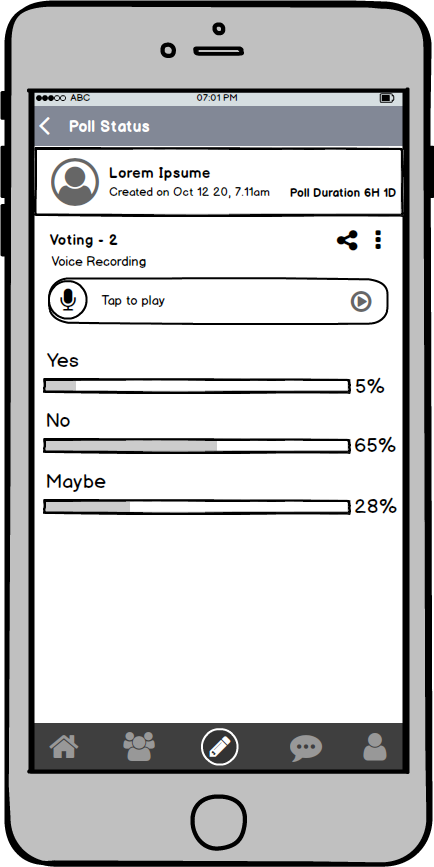 ABC 07:01 PM
Poll Status
Lorem Ipsume
Created on Oct 12 20, 7.11am Poll Duration 6H 1D
Voting - 2
Voice Recording
Tap to play
Yes
5%
No
65%
Maybe
28%